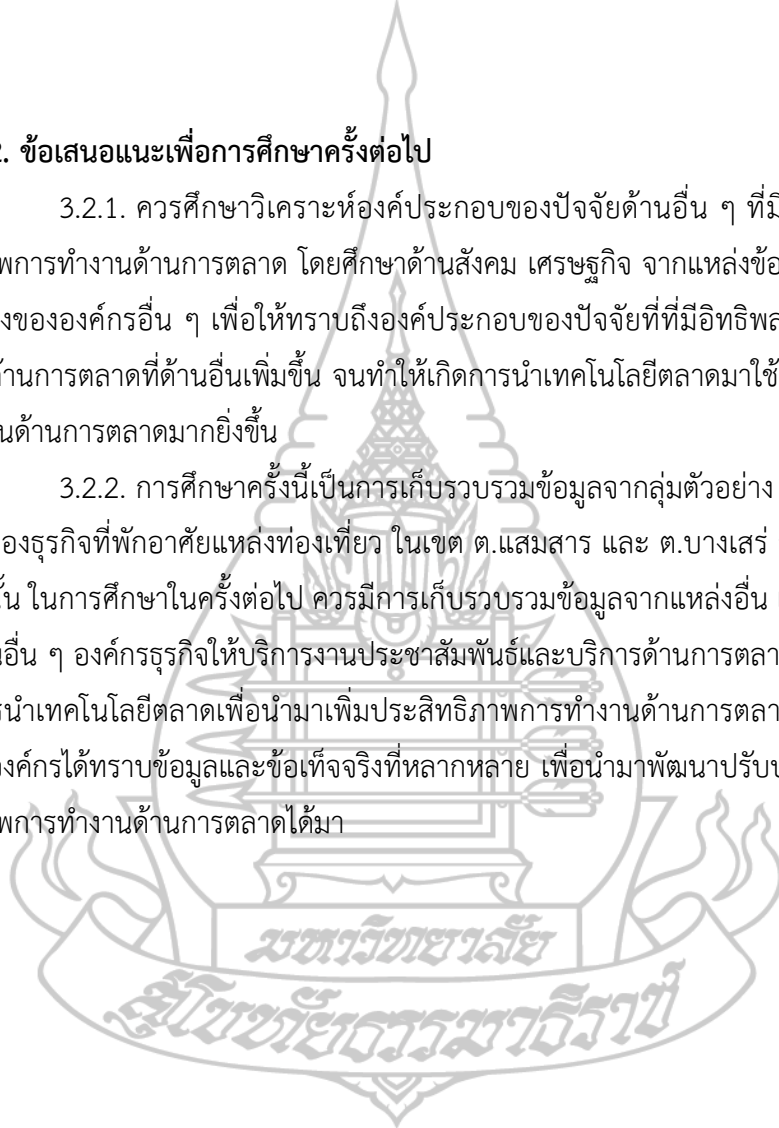 2. ข้อเสนอแนะเพื่อการศึกษาครั้งต่อไป
3.2.1. ควรศึกษาวิเคราะห์องค์ประกอบของปัจจัยด้านอื่น ๆ ที่มี
พการทำงานด้านการตลาด โดยศึกษาด้านสังคม เศรษฐกิจ จากแหล่งข้อ
งขององค์กรอื่น ๆ เพื่อให้ทราบถึงองค์ประกอบของปัจจัยที่ที่มีอิทธิพล
ด้านการตลาดที่ด้านอื่นเพิ่มขึ้น จนทำให้เกิดการนำเทคโนโลยีตลาดมาใช้
นด้านการตลาดมากยิ่งขึ้น
3.2.2. การศึกษาครั้งนี้เป็นการเก็บรวบรวมข้อมูลจากกลุ่มตัวอย่าง
องธุรกิจที่พักอาศัยแหล่งท่องเที่ยว ในเขต ต.แสมสาร และ ต.บางเสร่
นั้น ในการศึกษาในครั้งต่อไป ควรมีการเก็บรวบรวมข้อมูลจากแหล่งอื่น
นอื่น ๆ องค์กรธุรกิจให้บริการงานประชาสัมพันธ์และบริการด้านการตลา
รนำเทคโนโลยีตลาดเพื่อนำมาเพิ่มประสิทธิภาพการทำงานด้านการตลา
องค์กรได้ทราบข้อมูลและข้อเท็จจริงที่หลากหลาย เพื่อนำมาพัฒนาปรับป
พการทำงานด้านการตลาดได้มา
มหาวิทยาลัย
สุโขทัยธรรมาธิราช